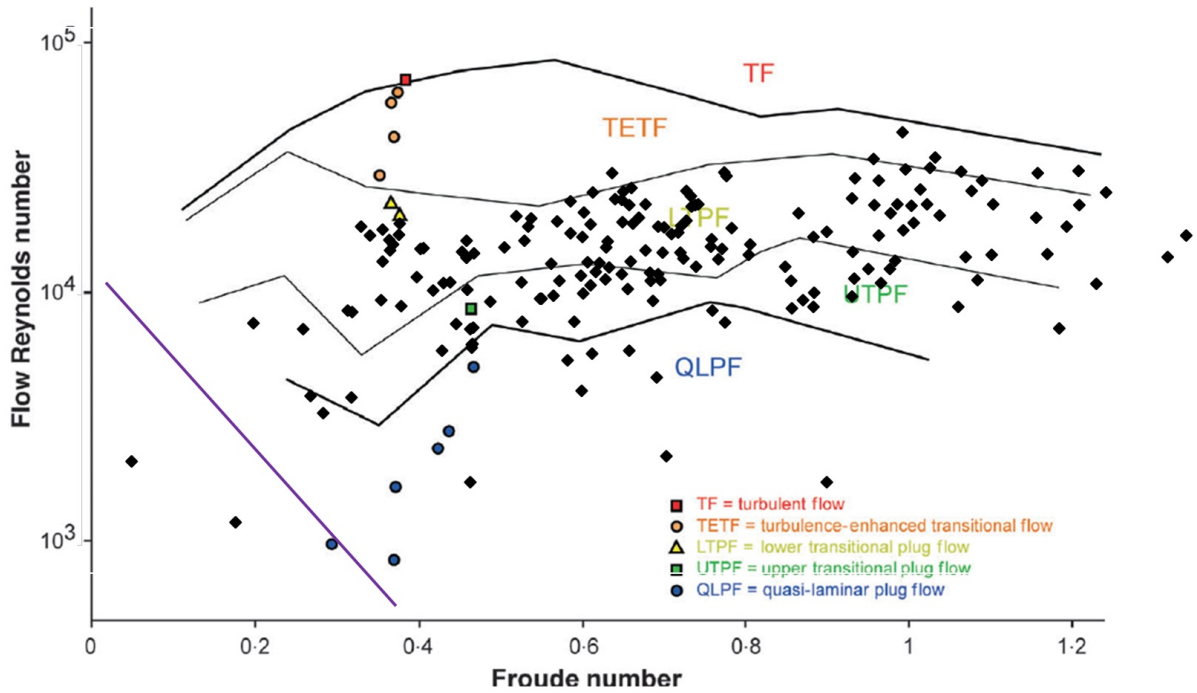 10⁵
TF
TETF
LTPF
10⁴
UTPF
QLPF
10³
Flow Reynolds number
TF = turbulent flow
TETF = turbulence-enhanced transitional flow
LTPF = lower transitional plug flow
UTPF = upper transitional plug flow
QLPF = quasi-laminar plug flow
0 0·2 0·4 0·6 0·8 1 1·2
Froude number